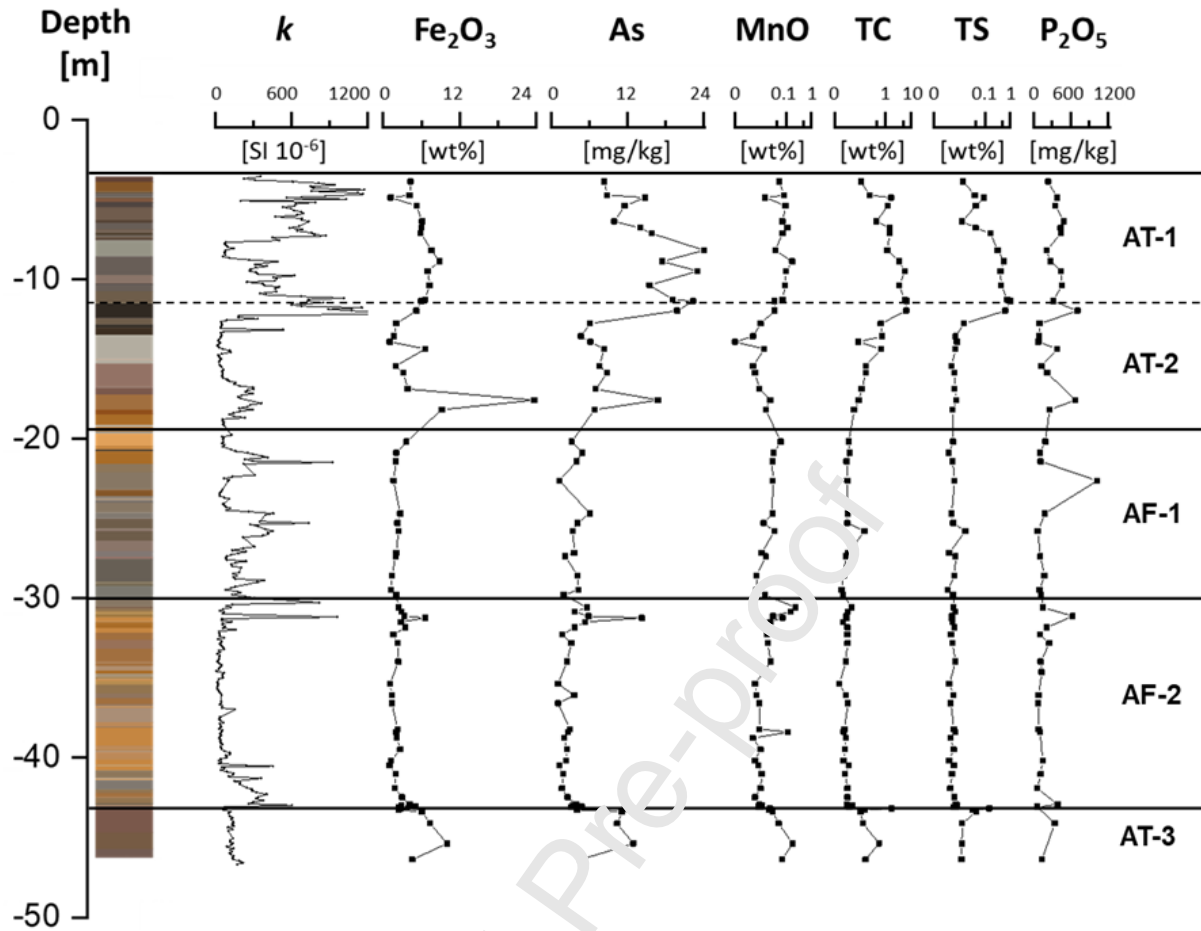 Depth k Fe₂O₃ As MnO TC TS P₂O₅
[m]
0 600 1200 0 12 24 0 12 24 0 0.1 1 0 1 10 0 0.1 1 0 600 1200
0
[SI 10⁻⁶] [wt%] [mg/kg] [wt%] [wt%] [wt%] [mg/kg]
AT-1
-10
AT-2
-20
AF-1
-30
AF-2
-40
AT-3
-50
Pre-proof